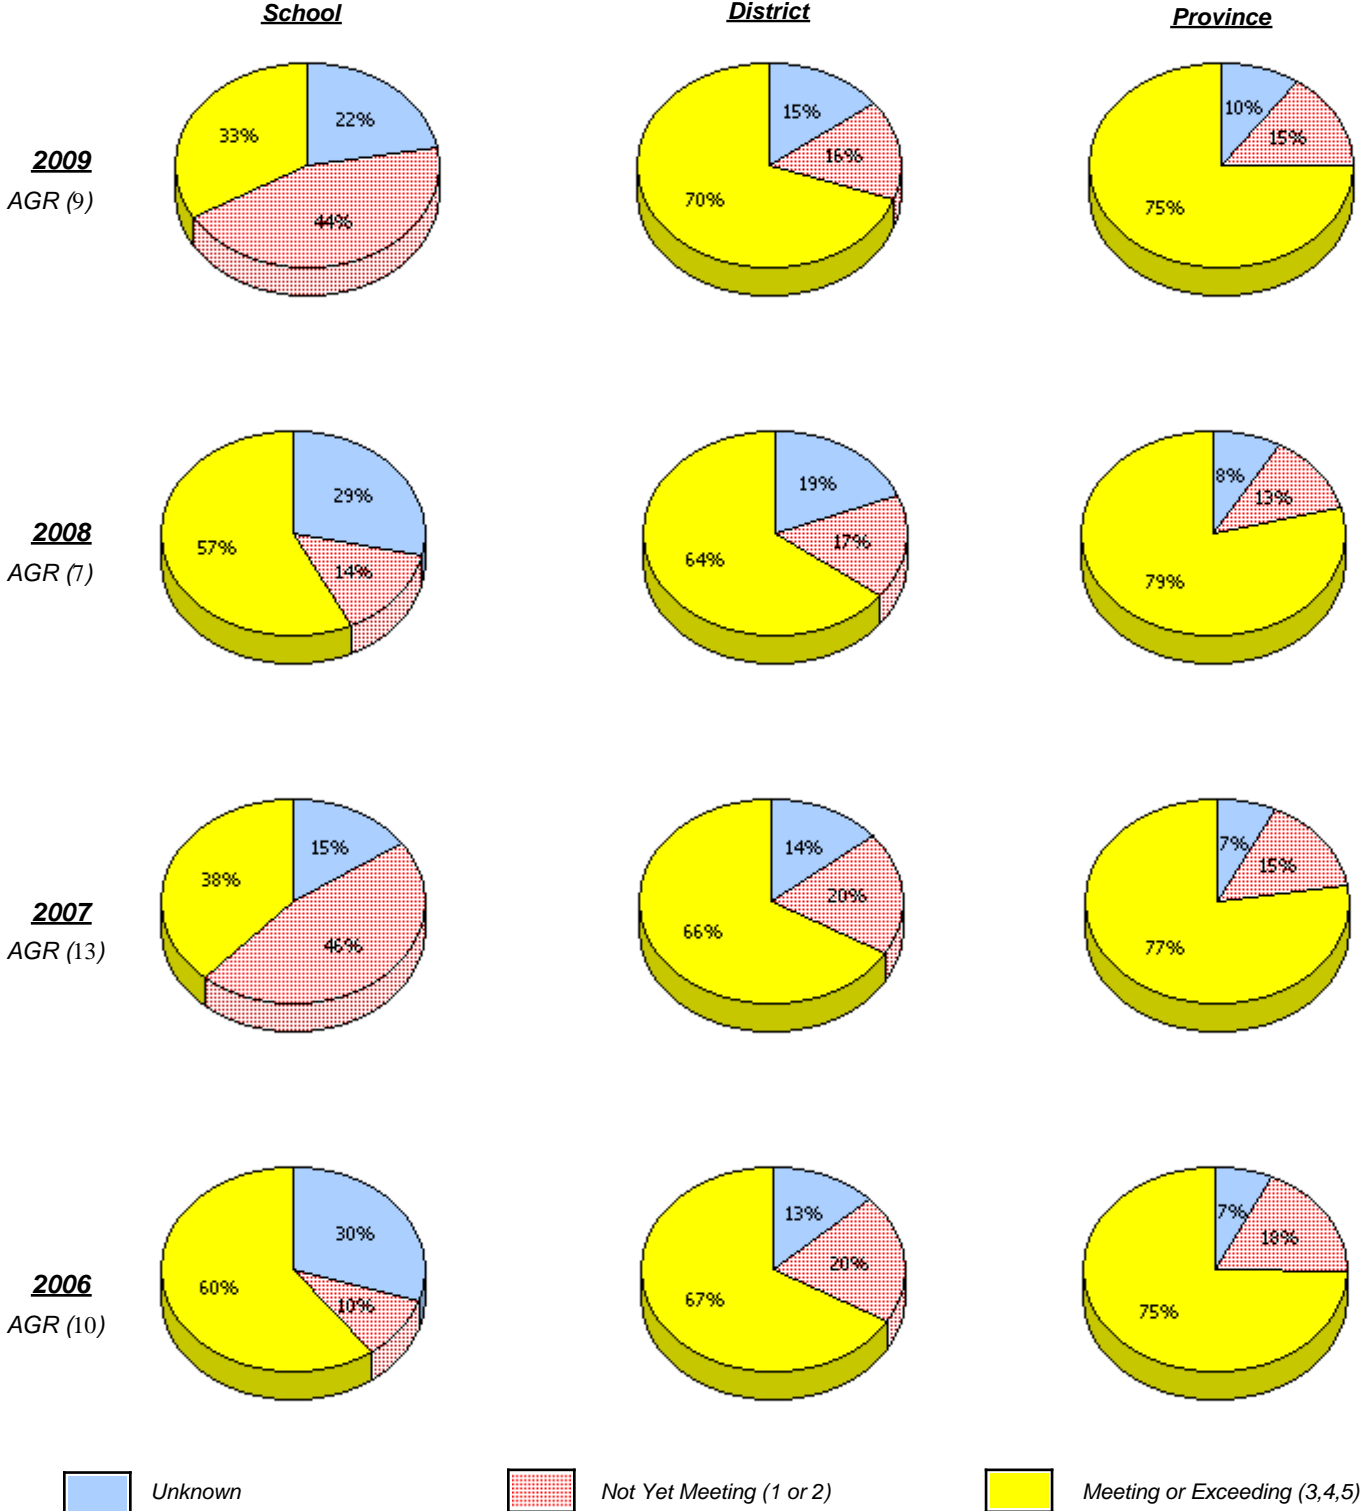 School District Province
22% 33% 44%
15% 16% 70%
10% 15% 75%
2009
AGR (9)
29% 57% 14%
19% 17% 64%
8% 13% 79%
2008
AGR (7)
15% 38% 46%
14% 20% 66%
7% 15% 77%
2007
AGR (13)
30% 60% 10%
13% 20% 67%
7% 18% 75%
2006
AGR (10)
Unknown Not Yet Meeting (1 or 2) Meeting or Exceeding (3,4,5)